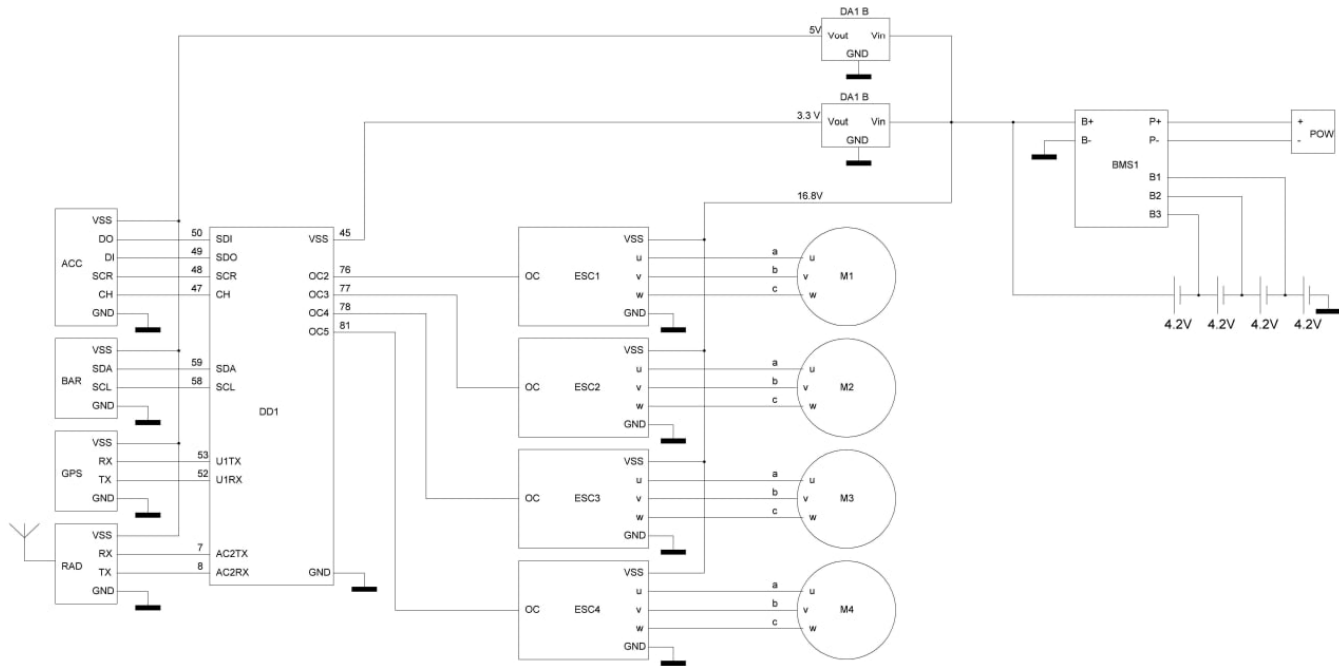 DA1 B
5V
Vout
Vin
GND
DA1 B
3.3 V
Vout
Vin
GND
B+
P+
B-
P-
BMS1
B1
B2
B3
+
-
POW
16.8V
4.2V
4.2V
4.2V
4.2V
ACC
VSS
DO
DI
SCR
CH
GND
BAR
VSS
SDA
SCL
GND
GPS
VSS
RX
TX
GND
RAD
VSS
RX
TX
GND
50
49
48
47
59
58
53
52
7
8
SDI
SDO
SCR
CH
SDA
SCL
U1TX
U1RX
AC2TX
AC2RX
DD1
VSS
OC2
OC3
OC4
OC5
GND
45
76
77
78
81
OC
ESC1
VSS
u
v
w
GND
a
b
c
u
v
w
M1
OC
ESC2
VSS
u
v
w
GND
a
b
c
u
v
w
M2
OC
ESC3
VSS
u
v
w
GND
a
b
c
u
v
w
M3
OC
ESC4
VSS
u
v
w
GND
a
b
c
u
v
w
M4